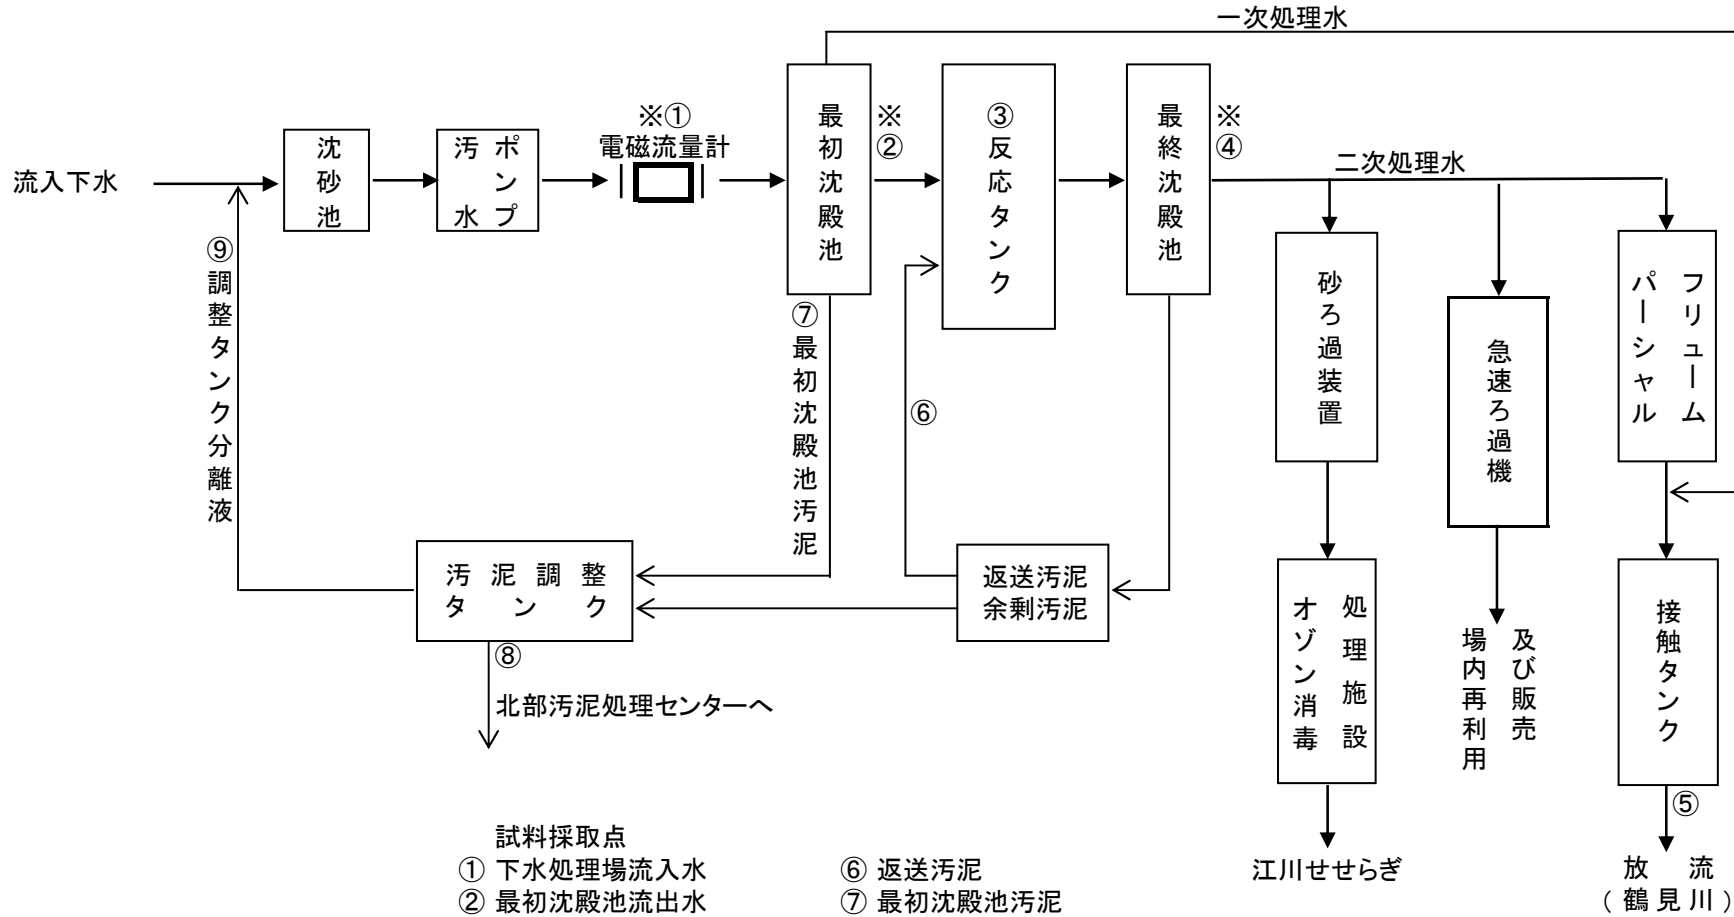 一次処理水
流入下水
沈砂池
汚水
ポンプ
※①
電磁流量計
最初沈殿池
※
②
③
反応タンク
最終沈殿池
※
④
二次処理水
⑨調整タンク分離液
⑦最初沈殿池汚泥
⑥
砂ろ過装置
急速ろ過機
パーシャル
フリューム
汚泥調整
タンク
返送汚泥
余剰汚泥
⑧
北部汚泥処理センターへ
オゾン消毒
処理施設
場内再利用
及び販売
接触タンク
⑤
江川せせらぎ
放流
(鶴見川)
試料採取点
① 下水処理場流入水
② 最初沈殿池流出水
⑥ 返送汚泥
⑦ 最初沈殿池汚泥